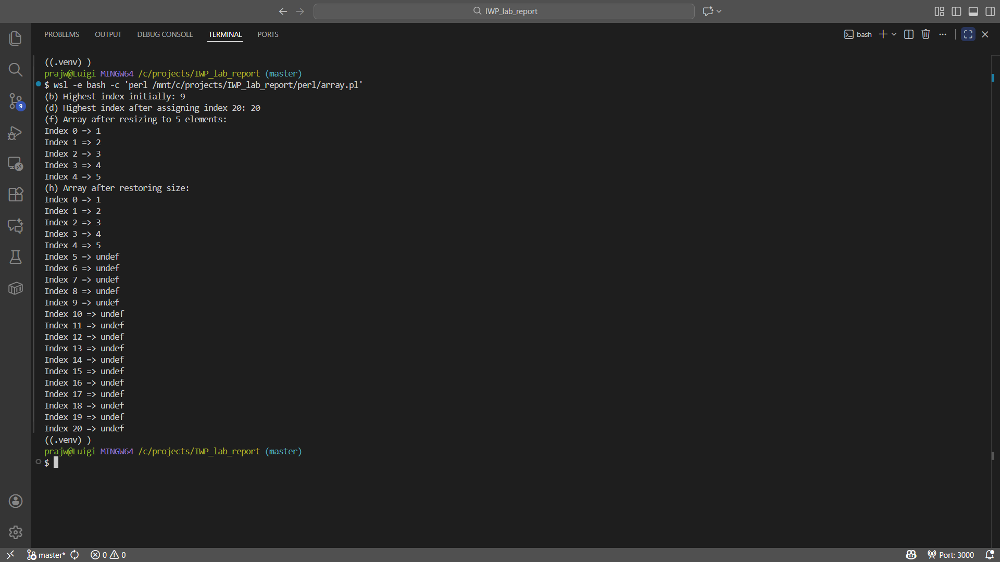 IWP_lab_report
PROBLEMS OUTPUT DEBUG CONSOLE TERMINAL PORTS
bash
((.venv) )
prajw@Luigi MINGW64 /c/projects/IWP_lab_report (master)
$ wsl -e bash -c 'perl /mnt/c/projects/IWP_lab_report/perl/array.pl'
(b) Highest index initially: 9
(d) Highest index after assigning index 20: 20
(f) Array after resizing to 5 elements:
Index 0 => 1
Index 1 => 2
Index 2 => 3
Index 3 => 4
Index 4 => 5
(h) Array after restoring size:
Index 0 => 1
Index 1 => 2
Index 2 => 3
Index 3 => 4
Index 4 => 5
Index 5 => undef
Index 6 => undef
Index 7 => undef
Index 8 => undef
Index 9 => undef
Index 10 => undef
Index 11 => undef
Index 12 => undef
Index 13 => undef
Index 14 => undef
Index 15 => undef
Index 16 => undef
Index 17 => undef
Index 18 => undef
Index 19 => undef
Index 20 => undef
((.venv) )
prajw@Luigi MINGW64 /c/projects/IWP_lab_report (master)
$
9
master* 0 0 Port: 3000